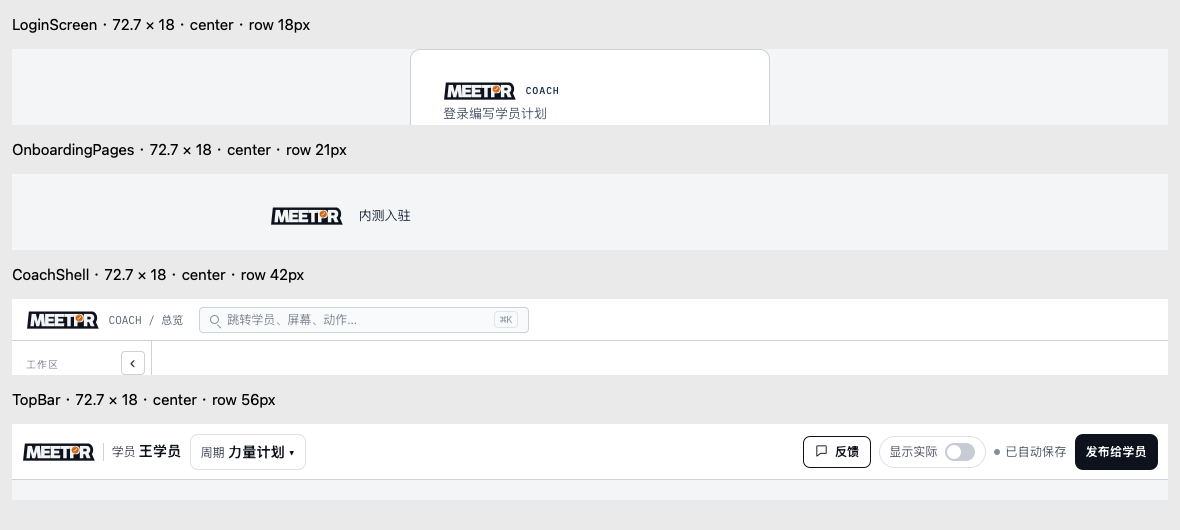 LoginScreen · 72.7 × 18 · center · row 18px
MEETPR COACH
登录编写学员计划
OnboardingPages · 72.7 × 18 · center · row 21px
MEETPR 内测入驻
CoachShell · 72.7 × 18 · center · row 42px
MEETPR COACH / 总览 跳转学员、屏幕、动作... ⌘K
工作区 ‹
TopBar · 72.7 × 18 · center · row 56px
MEETPR 学员 王学员 周期 力量计划 ▾ 反馈 显示实际 已自动保存 发布给学员